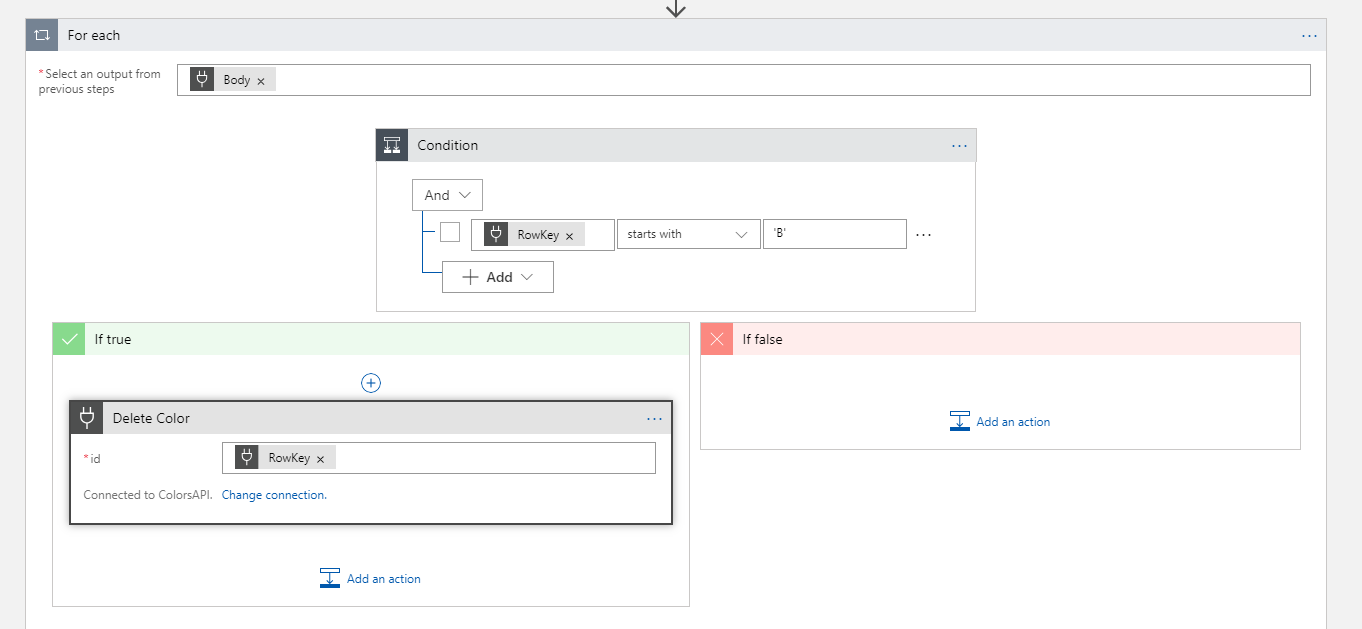 For each
...
*Select an output from
previous steps
Body ×
Condition
...
And
RowKey ×
starts with
'B'
...
+ Add
If true
Delete Color
...
*id
RowKey ×
Connected to ColorsAPI. Change connection.
Add an action
If false
Add an action